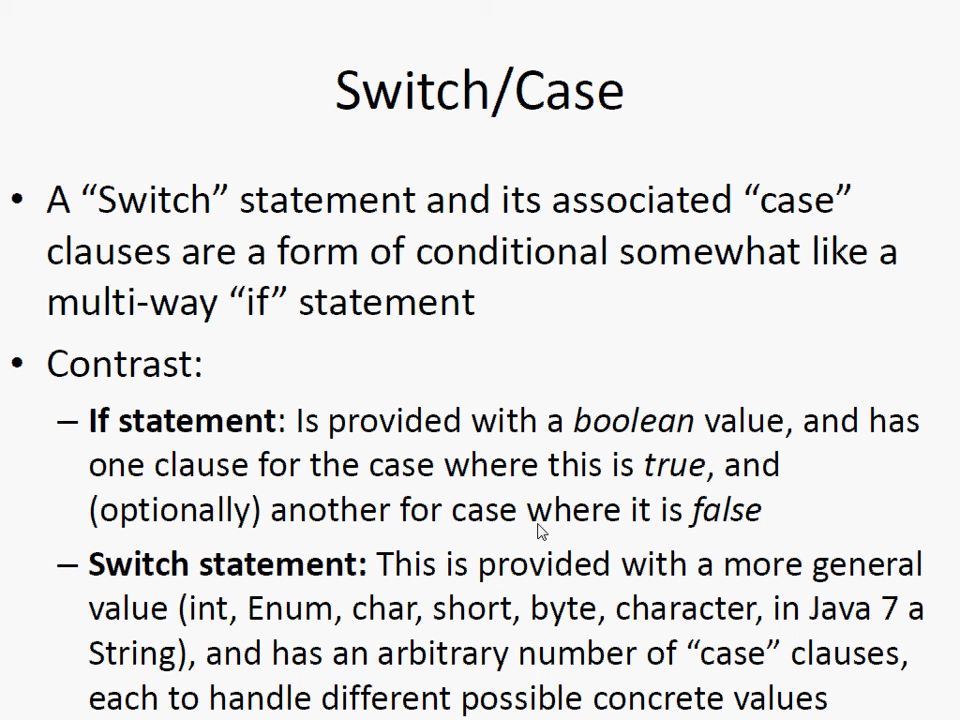 Switch/Case
• A “Switch” statement and its associated “case”
clauses are a form of conditional somewhat like a
multi-way “if” statement
• Contrast:
– If statement: Is provided with a boolean value, and has
one clause for the case where this is true, and
(optionally) another for case where it is false
– Switch statement: This is provided with a more general
value (int, Enum, char, short, byte, character, in Java 7 a
String), and has an arbitrary number of “case” clauses,
each to handle different possible concrete values